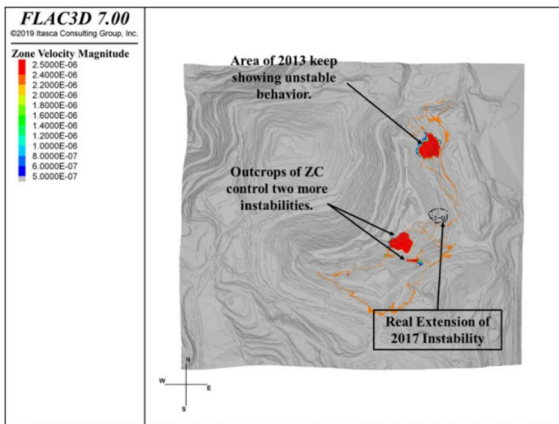 FLAC3D 7.00
©2019 Itasca Consulting Group, Inc.
Zone Velocity Magnitude
2.5000E-06
2.4000E-06
2.2000E-06
2.0000E-06
1.8000E-06
1.6000E-06
1.4000E-06
1.2000E-06
1.0000E-06
8.0000E-07
6.0000E-07
5.0000E-07
Area of 2013 keep
showing unstable
behavior.
Outcrops of ZC
control two more
instabilities.
Real Extension of
2017 Instability
N
W
E
S